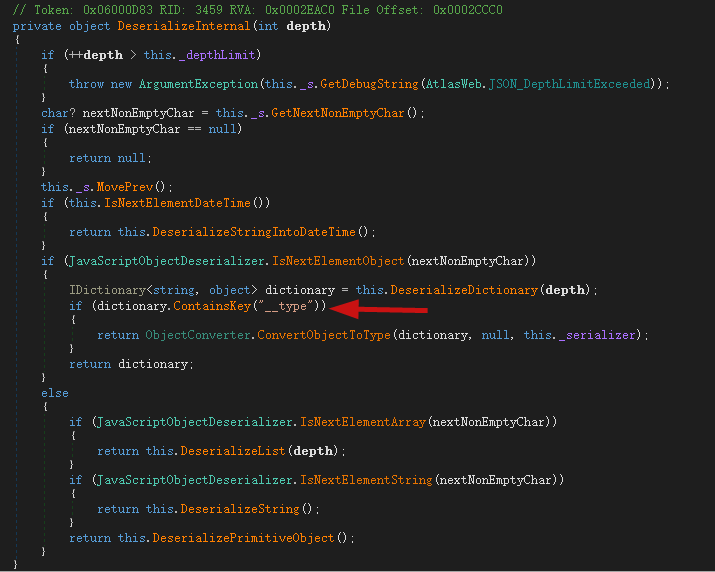 // Token: 0x06000D83 RID: 3459 RVA: 0x0002EAC0 File Offset: 0x0002CCC0
private object DeserializeInternal(int depth)
{
if (++depth > this._depthLimit)
{
throw new ArgumentException(this._s.GetDebugString(AtlasWeb.JSON_DepthLimitExceeded));
}
char? nextNonEmptyChar = this._s.GetNextNonEmptyChar();
if (nextNonEmptyChar == null)
{
return null;
}
this._s.MovePrev();
if (this.IsNextElementDateTime())
{
return this.DeserializeStringIntoDateTime();
}
if (JavaScriptObjectDeserializer.IsNextElementObject(nextNonEmptyChar))
{
IDictionary<string, object> dictionary = this.DeserializeDictionary(depth);
if (dictionary.ContainsKey("__type"))
{
return ObjectConverter.ConvertObjectToType(dictionary, null, this._serializer);
}
return dictionary;
}
else
{
if (JavaScriptObjectDeserializer.IsNextElementArray(nextNonEmptyChar))
{
return this.DeserializeList(depth);
}
if (JavaScriptObjectDeserializer.IsNextElementString(nextNonEmptyChar))
{
return this.DeserializeString();
}
return this.DeserializePrimitiveObject();
}
}